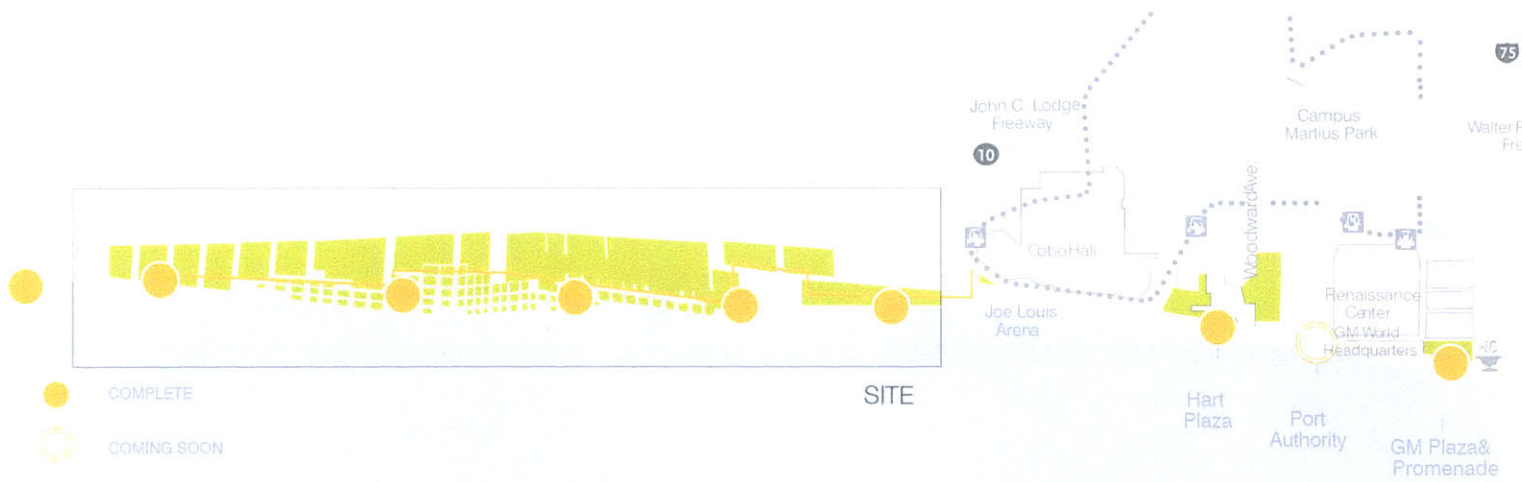 75
John C. Lodge
Freeway
Campus
Martius Park
Walter
10
Woodward Ave.
Cobo Hall
Joe Louis
Arena
Renaissance
Center
GM World
Headquarters
COMPLETE
SITE
Hart
Plaza
Port
Authority
COMING SOON
GM Plaza&
Promenade